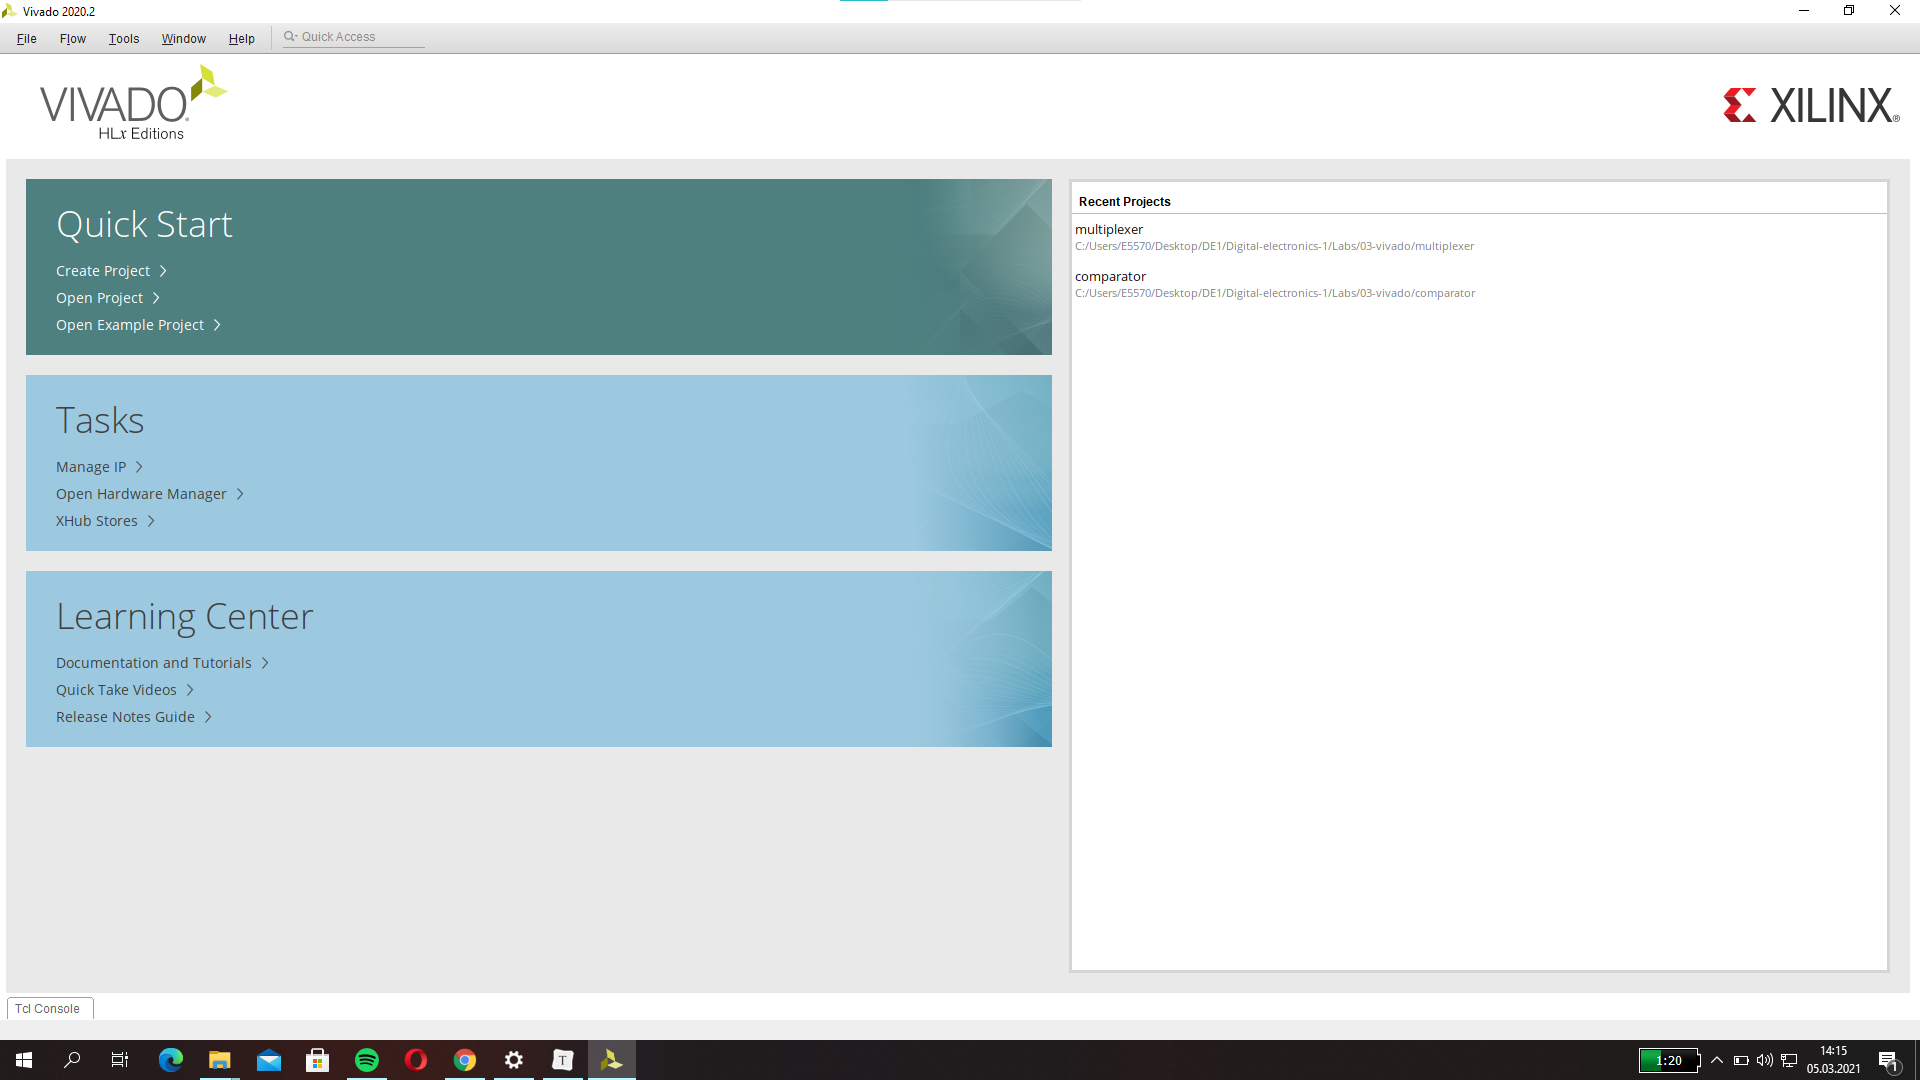 Vivado 2020.2
File Flow Tools Window Help Quick Access
VIVADO.
HLx Editions
XILINX®
Quick Start
Create Project
Open Project
Open Example Project
Tasks
Manage IP
Open Hardware Manager
XHub Stores
Learning Center
Documentation and Tutorials
Quick Take Videos
Release Notes Guide
Recent Projects
multiplexer
C:/Users/E5570/Desktop/DE1/Digital-electronics-1/Labs/03-vivado/multiplexer
comparator
C:/Users/E5570/Desktop/DE1/Digital-electronics-1/Labs/03-vivado/comparator
Tcl Console
T
1:20
14:15
05.03.2021
1